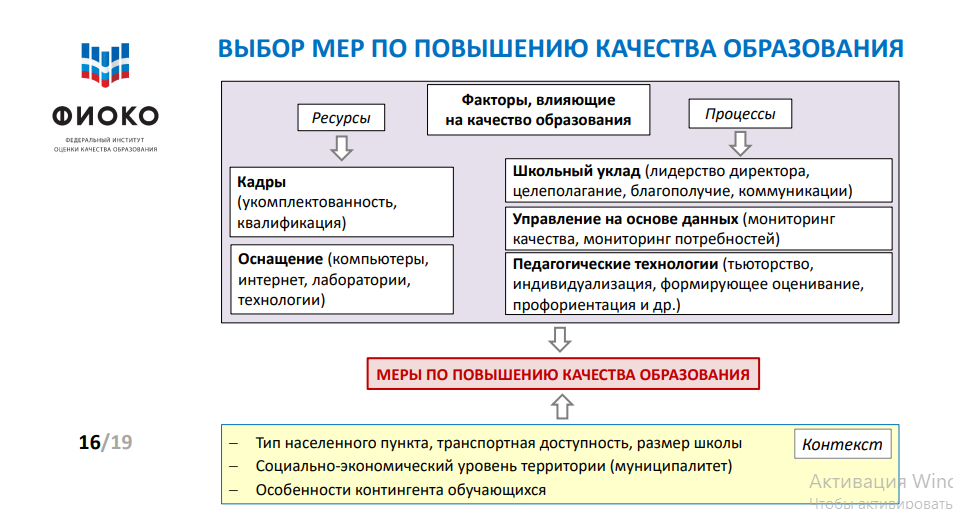 ВЫБОР МЕР ПО ПОВЫШЕНИЮ КАЧЕСТВА ОБРАЗОВАНИЯ
ФИОКО
ФЕДЕРАЛЬНЫЙ ИНСТИТУТ
ОЦЕНКИ КАЧЕСТВА ОБРАЗОВАНИЯ
Факторы, влияющие
на качество образования
Ресурсы
Процессы
Кадры
(укомплектованность,
квалификация)
Оснащение (компьютеры,
интернет, лаборатории,
технологии)
Школьный уклад (лидерство директора,
целеполагание, благополучие, коммуникации)
Управление на основе данных (мониторинг
качества, мониторинг потребностей)
Педагогические технологии (тьюторство,
индивидуализация, формирующее оценивание,
профориентация и др.)
МЕРЫ ПО ПОВЫШЕНИЮ КАЧЕСТВА ОБРАЗОВАНИЯ
16/19
Контекст
– Тип населенного пункта, транспортная доступность, размер школы
– Социально-экономический уровень территории (муниципалитет)
– Особенности контингента обучающихся
Активация Wind
Чтобы активировать